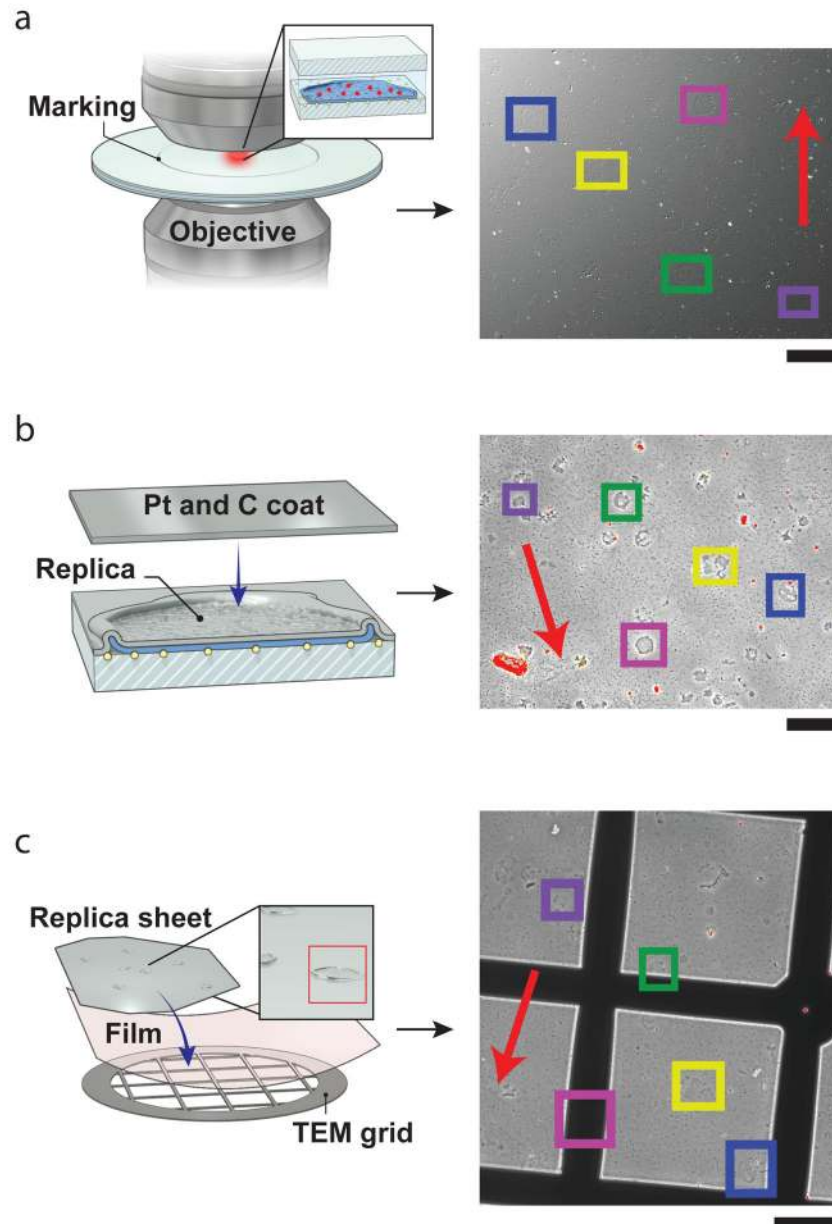 a
Marking
Objective
b
Pt and C coat
Replica
c
Replica sheet
Film
TEM grid